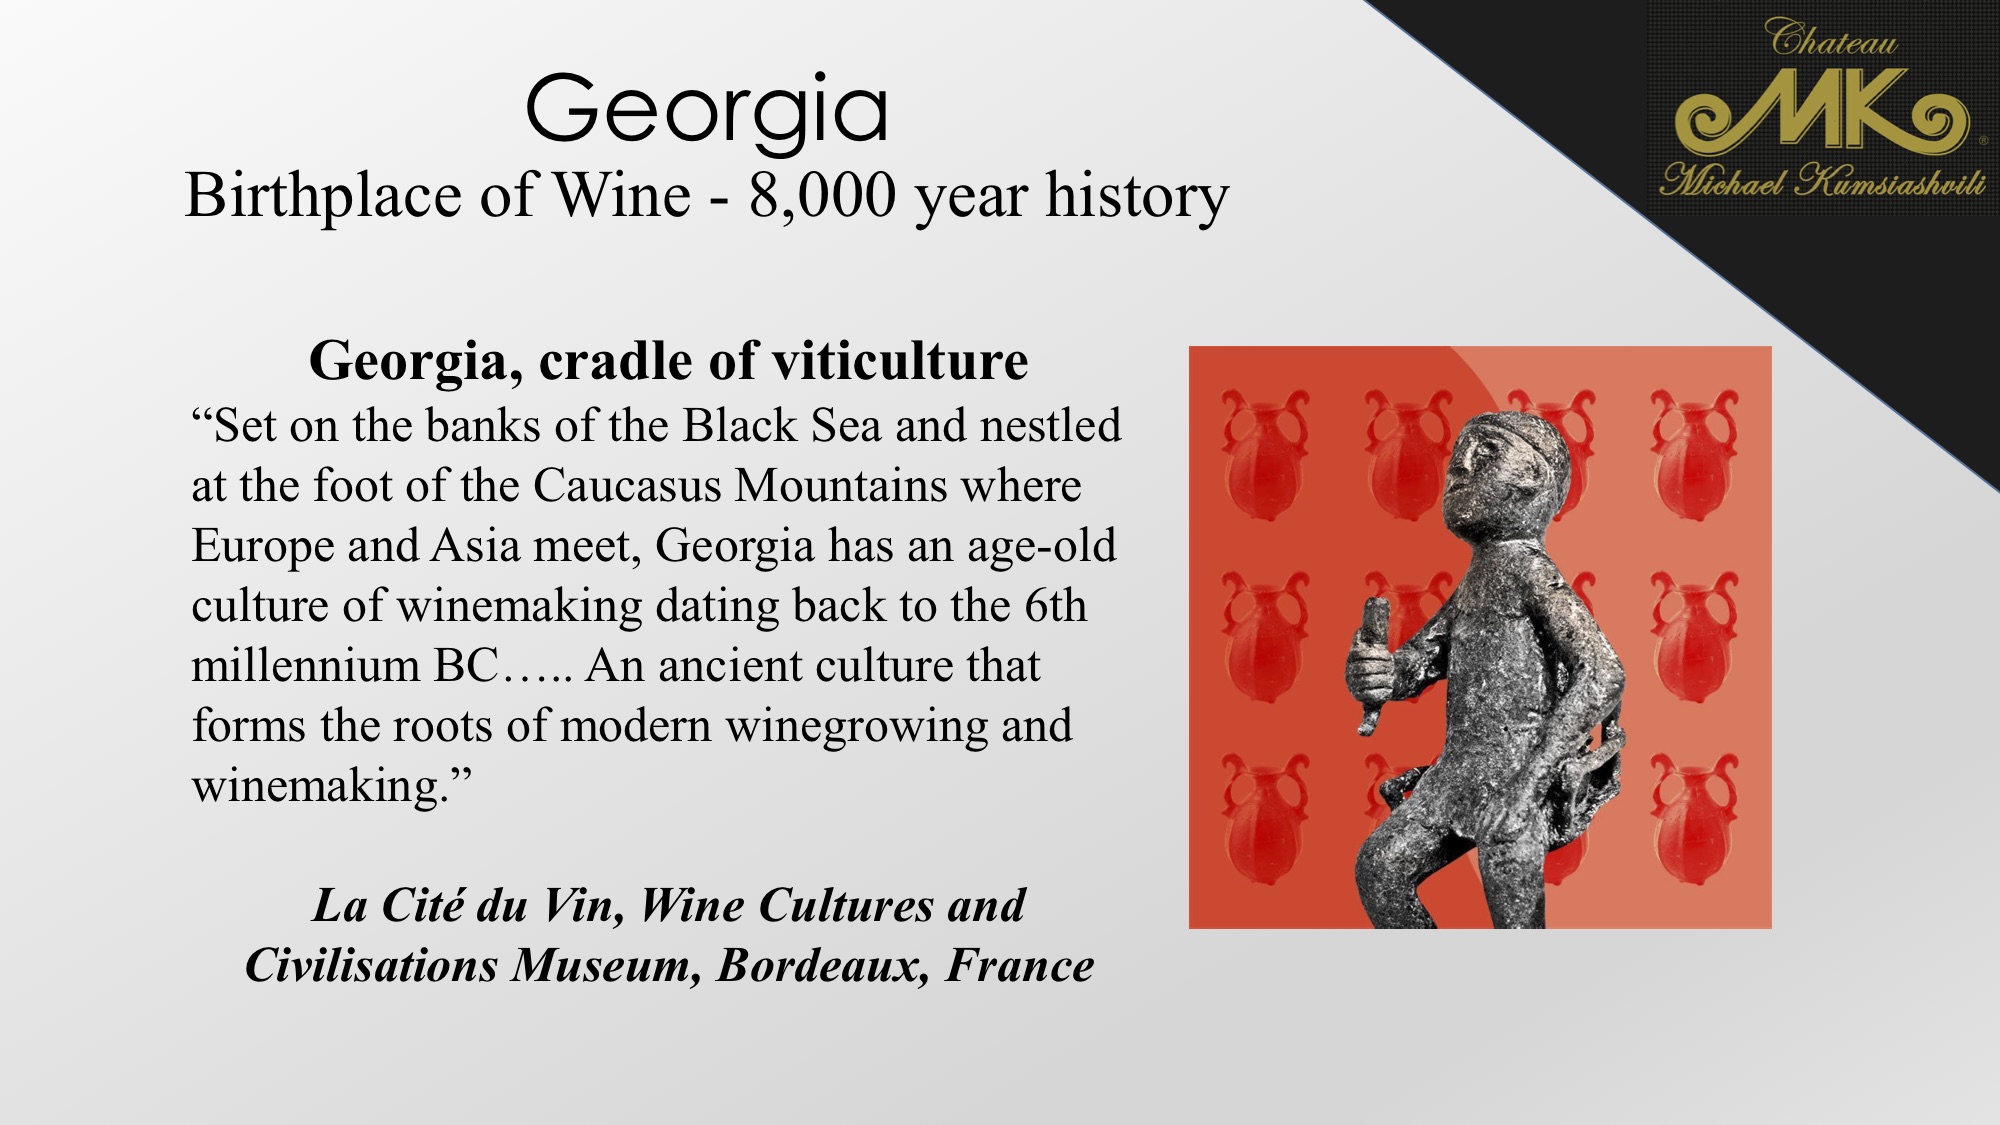 Chateau
MK
®
Michael Kumsiashvili
Georgia
Birthplace of Wine - 8,000 year history
Georgia, cradle of viticulture
“Set on the banks of the Black Sea and nestled
at the foot of the Caucasus Mountains where
Europe and Asia meet, Georgia has an age-old
culture of winemaking dating back to the 6th
millennium BC….. An ancient culture that
forms the roots of modern winegrowing and
winemaking.”
La Cité du Vin, Wine Cultures and
Civilisations Museum, Bordeaux, France